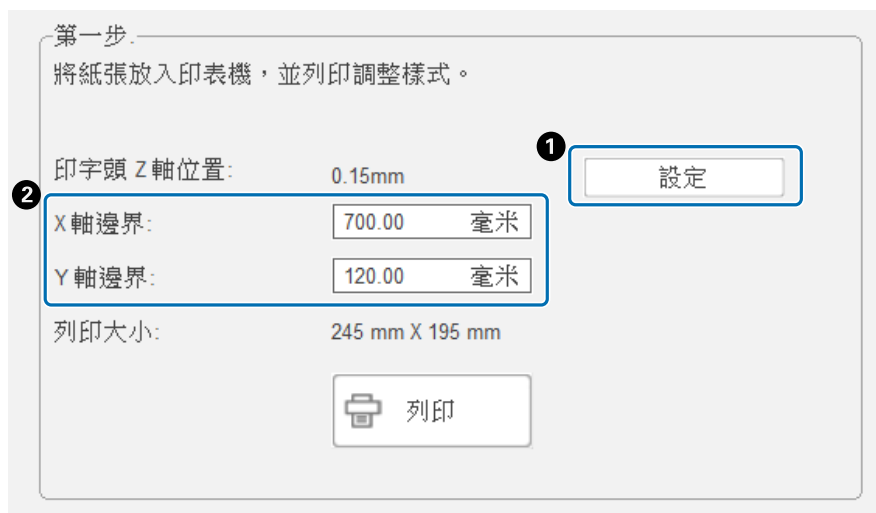 第一步.
將紙張放入印表機，並列印調整樣式。
❶
印字頭 Z 軸位置: 0.15mm 設定
❷
X 軸邊界: 700.00 毫米
Y 軸邊界: 120.00 毫米
列印大小: 245 mm X 195 mm
列印